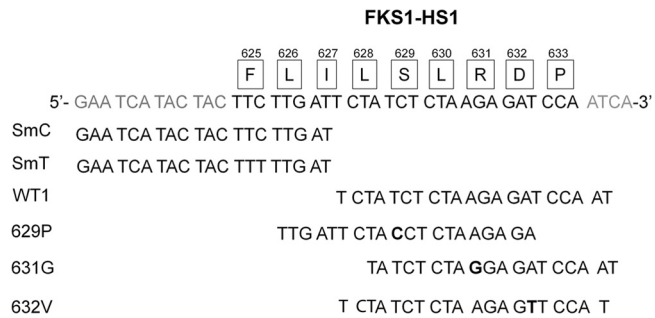 FKS1-HS1
625 626 627 628 629 630 631 632 633
F L I L S L R D P
5'- GAA TCA TAC TAC TTC TTG ATT CTA TCT CTA AGA GAT CCA ATCA-3'
SmC GAA TCA TAC TAC TTC TTG AT
SmT GAA TCA TAC TAC TTT TTG AT
WT1 T CTA TCT CTA AGA GAT CCA AT
629P TTG ATT CTA CCT CTA AGA GA
631G TA TCT CTA GGA GAT CCA AT
632V T CTA TCT CTA AGA GTT CCA T